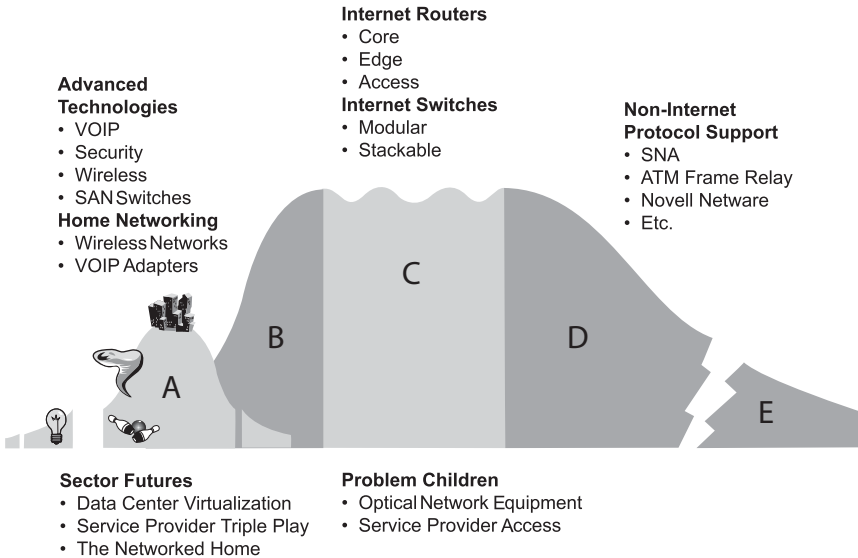 Internet Routers
• Core
• Edge
• Access
Internet Switches
• Modular
• Stackable
Advanced
Technologies
• VOIP
• Security
• Wireless
• SAN Switches
Home Networking
• Wireless Networks
• VOIP Adapters
Non-Internet
Protocol Support
• SNA
• ATM Frame Relay
• Novell Netware
• Etc.
A
B
C
D
E
Sector Futures
• Data Center Virtualization
• Service Provider Triple Play
• The Networked Home
Problem Children
• Optical Network Equipment
• Service Provider Access